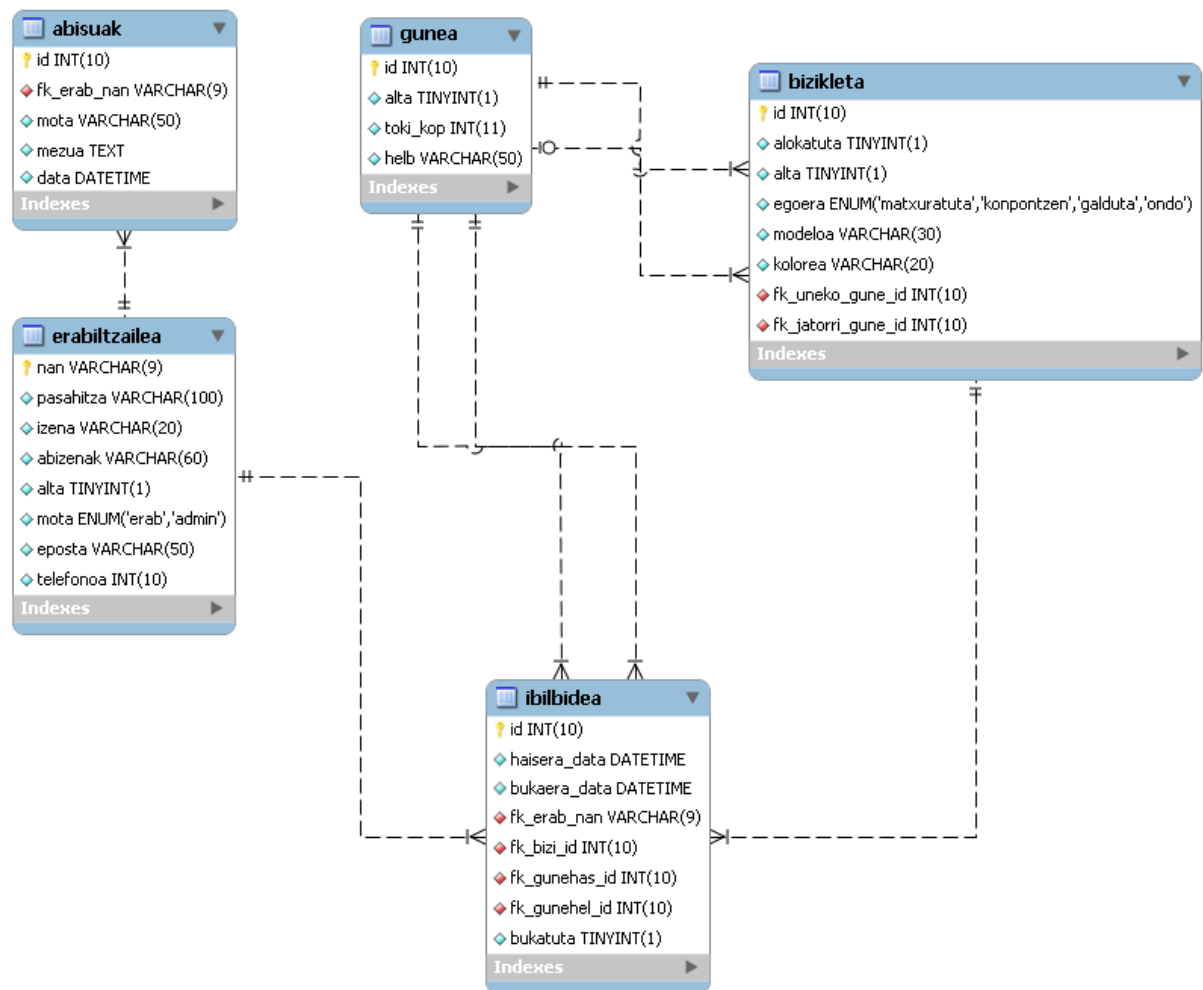 abisuak
id INT(10)
fk_erab_nan VARCHAR(9)
mota VARCHAR(50)
mezua TEXT
data DATETIME
Indexes
gunea
id INT(10)
alta TINYINT(1)
toki_kop INT(11)
helb VARCHAR(50)
Indexes
bizikleta
id INT(10)
alokatuta TINYINT(1)
alta TINYINT(1)
egoera ENUM('matxuratuta','konpontzen','galduta','ondo')
modeloa VARCHAR(30)
kolorea VARCHAR(20)
fk_uneko_gune_id INT(10)
fk_jatorri_gune_id INT(10)
Indexes
erabiltzailea
nan VARCHAR(9)
pasahitza VARCHAR(100)
izena VARCHAR(20)
abizenak VARCHAR(60)
alta TINYINT(1)
mota ENUM('erab','admin')
eposta VARCHAR(50)
telefonoa INT(10)
Indexes
ibilbidea
id INT(10)
haisera_data DATETIME
bukaera_data DATETIME
fk_erab_nan VARCHAR(9)
fk_bizi_id INT(10)
fk_gunehas_id INT(10)
fk_gunehel_id INT(10)
bukatuta TINYINT(1)
Indexes